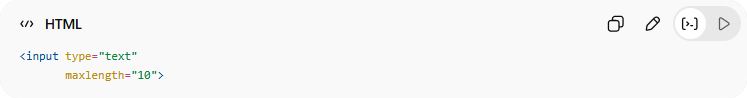 HTML
<input type="text"
maxlength="10">